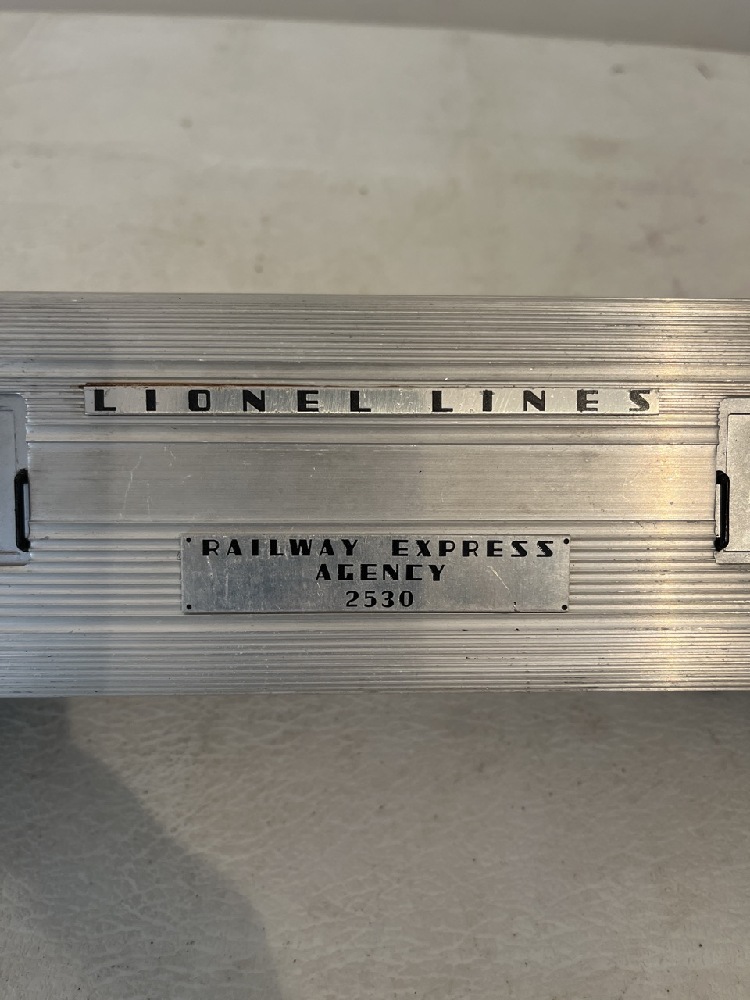 LIONEL LINES
RAILWAY EXPRESS
AGENCY
2530